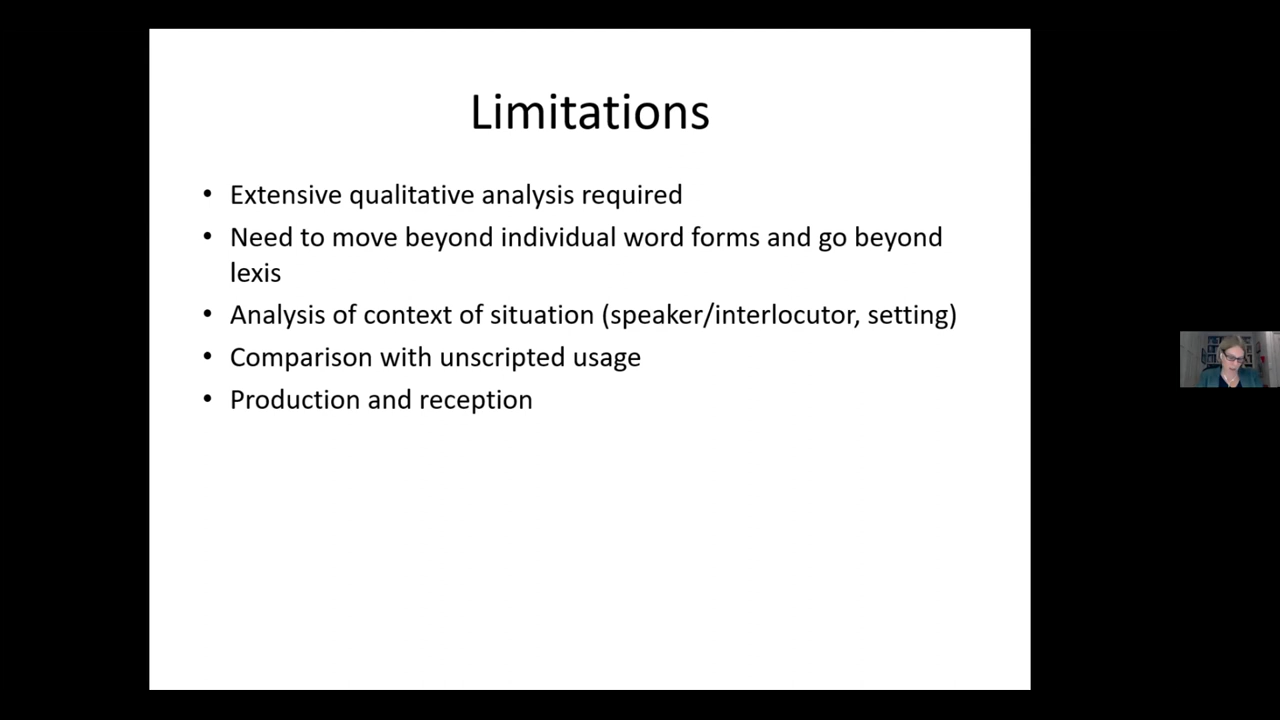 Limitations
• Extensive qualitative analysis required
• Need to move beyond individual word forms and go beyond
lexis
• Analysis of context of situation (speaker/interlocutor, setting)
• Comparison with unscripted usage
• Production and reception